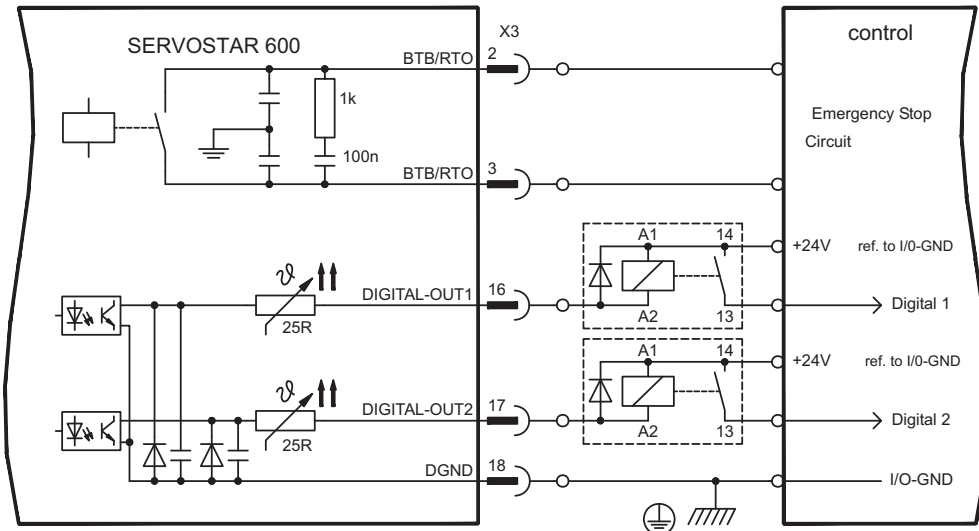 X3
control
SERVOSTAR 600
BTB/RTO
2
1k
100n
Emergency Stop
Circuit
BTB/RTO
3
A1
14
+24V
ref. to I/0-GND
ϑ
25R
DIGITAL-OUT1
16
A2
13
Digital 1
A1
14
+24V
ref. to I/0-GND
ϑ
25R
DIGITAL-OUT2
17
A2
13
Digital 2
DGND
18
I/O-GND